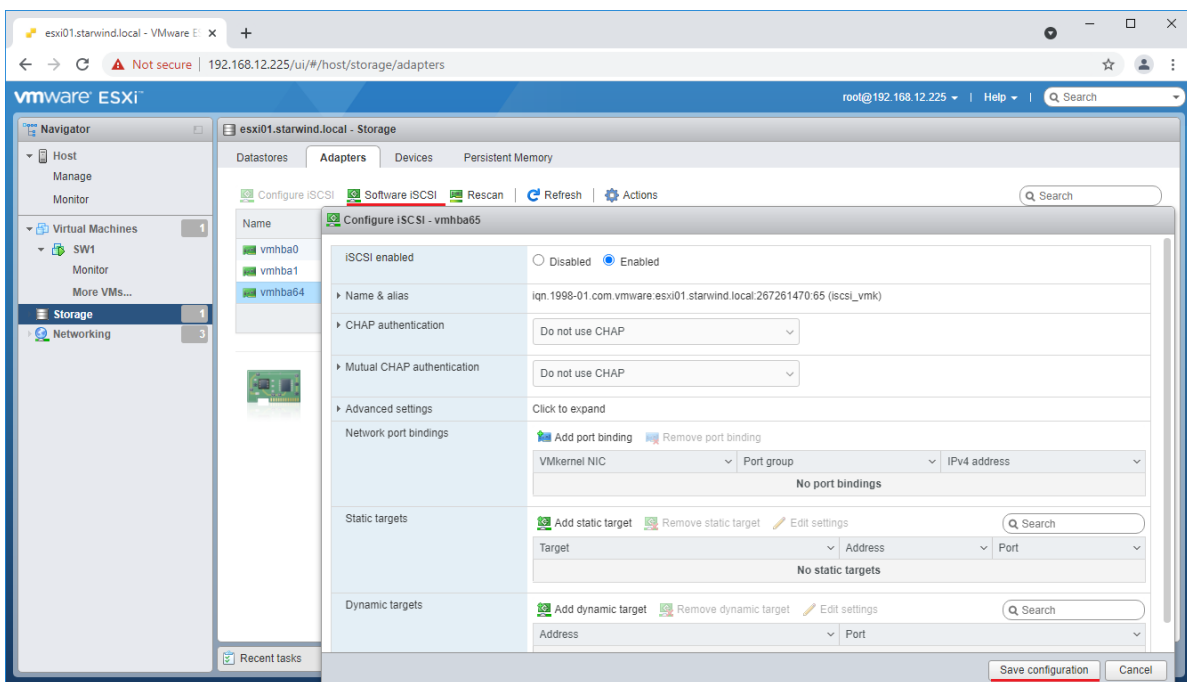 esxi01.starwind.local - VMware E
Not secure | 192.168.12.225/ui/#/host/storage/adapters
vmware ESXi™
root@192.168.12.225 | Help | Search
Navigator
esxi01.starwind.local - Storage
Host
Manage
Monitor
Virtual Machines 1
SW1
Monitor
More VMs...
Storage 1
Networking 3
Datastores Adapters Devices Persistent Memory
Configure iSCSI Software iSCSI Rescan | Refresh | Actions Search
Name
vmhba0
vmhba1
vmhba64
Configure iSCSI - vmhba65
iSCSI enabled Disabled Enabled
Name & alias iqn.1998-01.com.vmware:esxi01.starwind.local:267261470:65 (iscsi_vmk)
CHAP authentication Do not use CHAP
Mutual CHAP authentication Do not use CHAP
Advanced settings Click to expand
Network port bindings Add port binding Remove port binding
VMkernel NIC Port group IPv4 address
No port bindings
Static targets Add static target Remove static target Edit settings Search
Target Address Port
No static targets
Dynamic targets Add dynamic target Remove dynamic target Edit settings Search
Address Port
Recent tasks
Save configuration Cancel